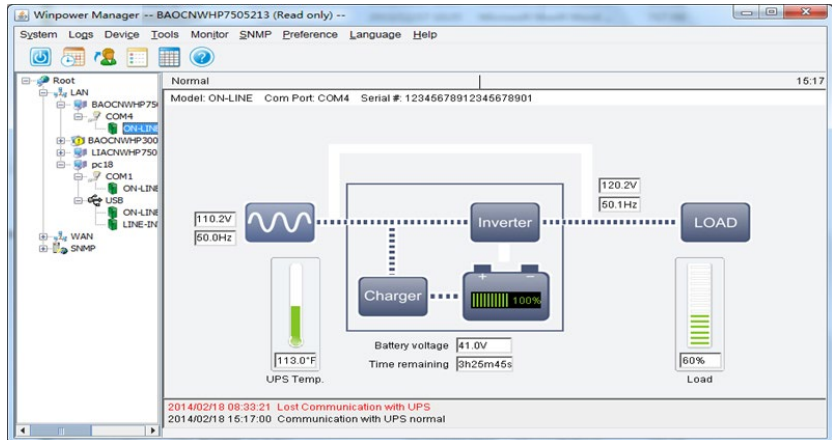 Winpower Manager -- BAOCNWHP7505213 (Read only) --
System Logs Device Tools Monitor SNMP Preference Language Help
Root
LAN
BAOCNWHP75
COM4
ON-LINE
BAOCNWHP300
LIACNWHP750
pc18
COM1
ON-LINE
USB
ON-LINE
LINE-IN
WAN
SNMP
Normal 15:17
Model: ON-LINE Com Port: COM4 Serial #: 12345678912345678901
110.2V
50.0Hz
Inverter
120.2V
50.1Hz
LOAD
Charger
+ −
100%
Battery voltage 41.0V
Time remaining 3h25m45s
113.0°F
UPS Temp.
60%
Load
2014/02/18 08:33:21 Lost Communication with UPS
2014/02/18 15:17:00 Communication with UPS normal